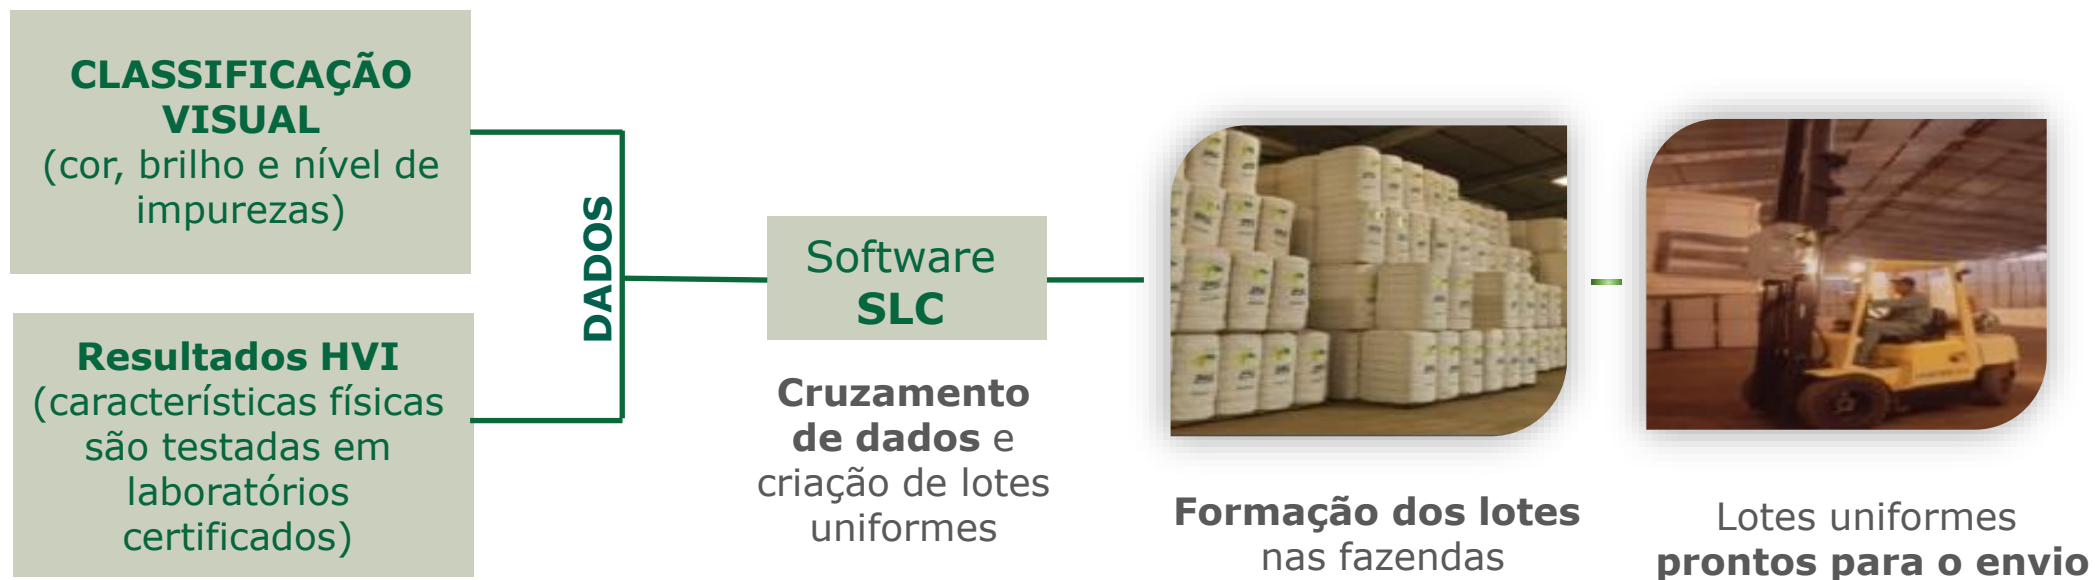 CLASSIFICAÇÃO
VISUAL
(cor, brilho e nível de
impurezas)
Resultados HVI
(características físicas
são testadas em
laboratórios
certificados)
DADOS
Software
SLC
Cruzamento
de dados e
criação de lotes
uniformes
Formação dos lotes
nas fazendas
Lotes uniformes
prontos para o envio